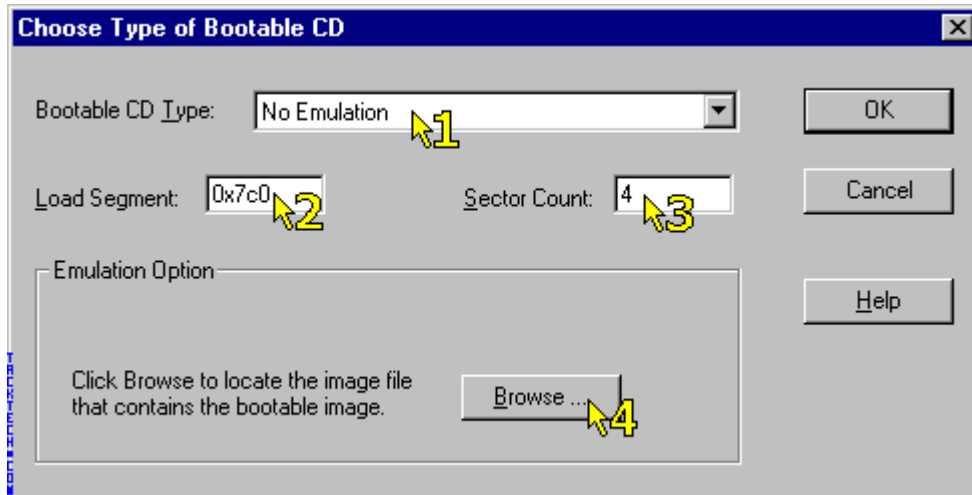 Choose Type of Bootable CD
Bootable CD Type: No Emulation 1 OK
Load Segment: 0x7c0 2 Sector Count: 4 3 Cancel
Emulation Option
Help
Click Browse to locate the image file
that contains the bootable image.
Browse ... 4
TACKTECH.COM